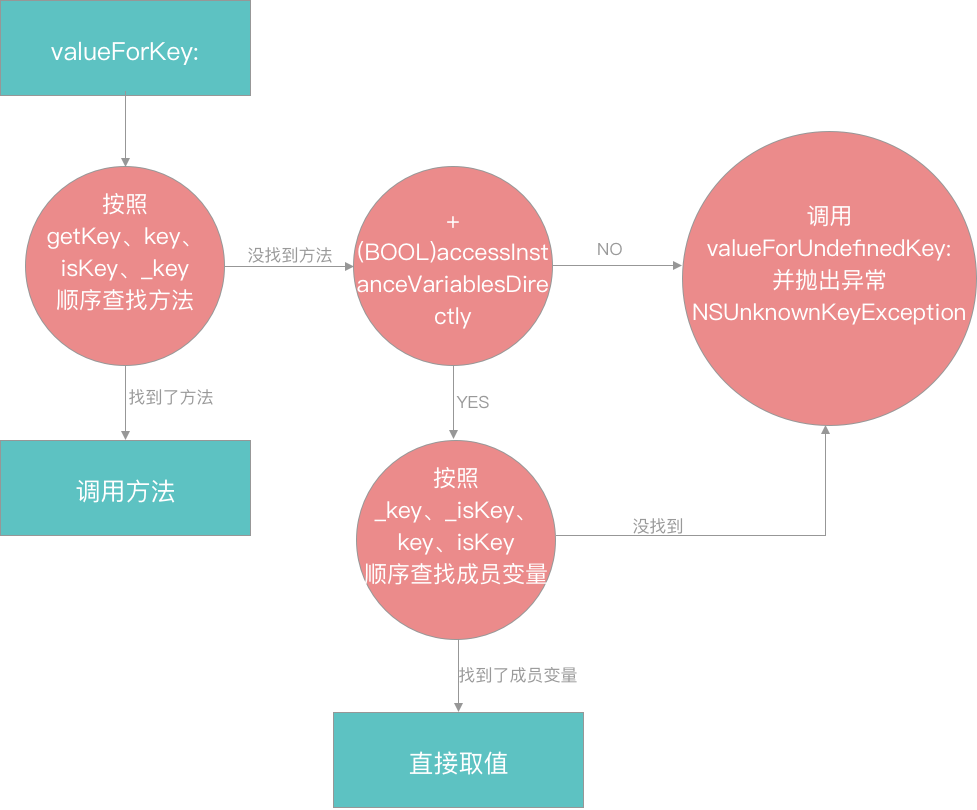 valueForKey:
按照
getKey、key、
isKey、_key
顺序查找方法
没找到方法
+
(BOOL)accessInst
anceVariablesDire
ctly
NO
调用
valueForUndefinedKey:
并抛出异常
NSUnknownKeyException
找到了方法
YES
调用方法
按照
_key、_isKey、
key、isKey
顺序查找成员变量
没找到
找到了成员变量
直接取值